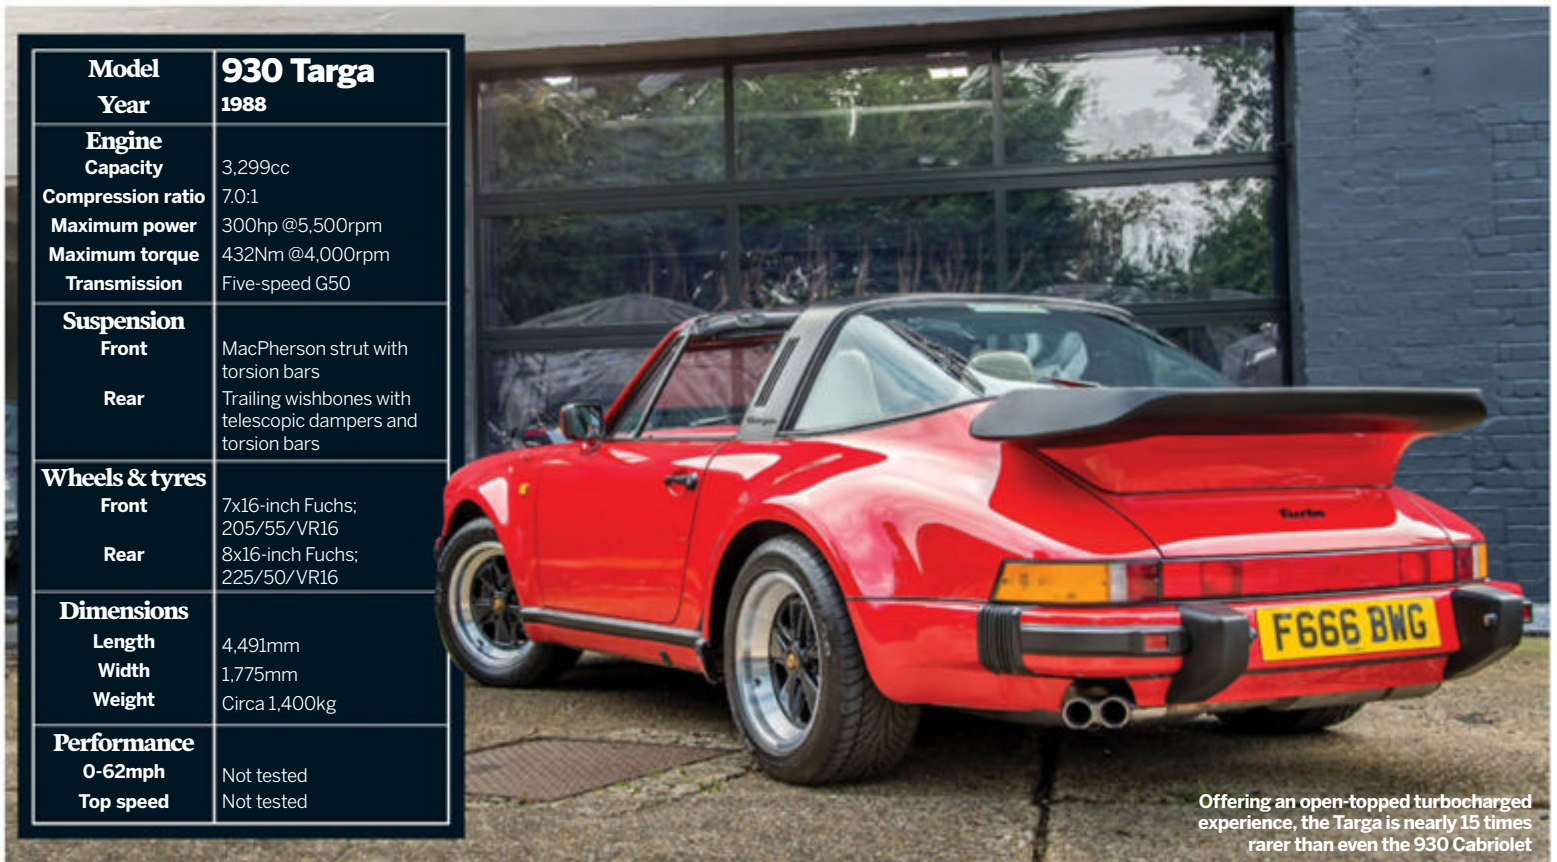 Model 930 Targa
Year 1988
Engine
Capacity 3,299cc
Compression ratio 7.0:1
Maximum power 300hp @5,500rpm
Maximum torque 432Nm @4,000rpm
Transmission Five-speed G50
Suspension
Front MacPherson strut with
torsion bars
Rear Trailing wishbones with
telescopic dampers and
torsion bars
Wheels & tyres
Front 7x16-inch Fuchs;
205/55/VR16
Rear 8x16-inch Fuchs;
225/50/VR16
Dimensions
Length 4,491mm
Width 1,775mm
Weight Circa 1,400kg
Performance
0-62mph Not tested
Top speed Not tested
targa
Turbo
F666 BWG
Offering an open-topped turbocharged
experience, the Targa is nearly 15 times
rarer than even the 930 Cabriolet